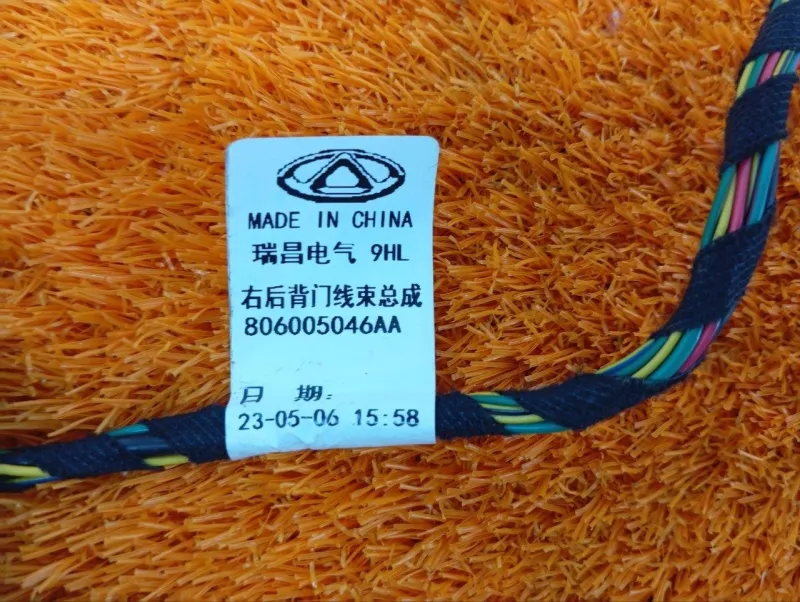 MADE IN CHINA
瑞昌电气 9HL
右后背门线束总成
806005046AA
日 期:
23-05-06 15:58